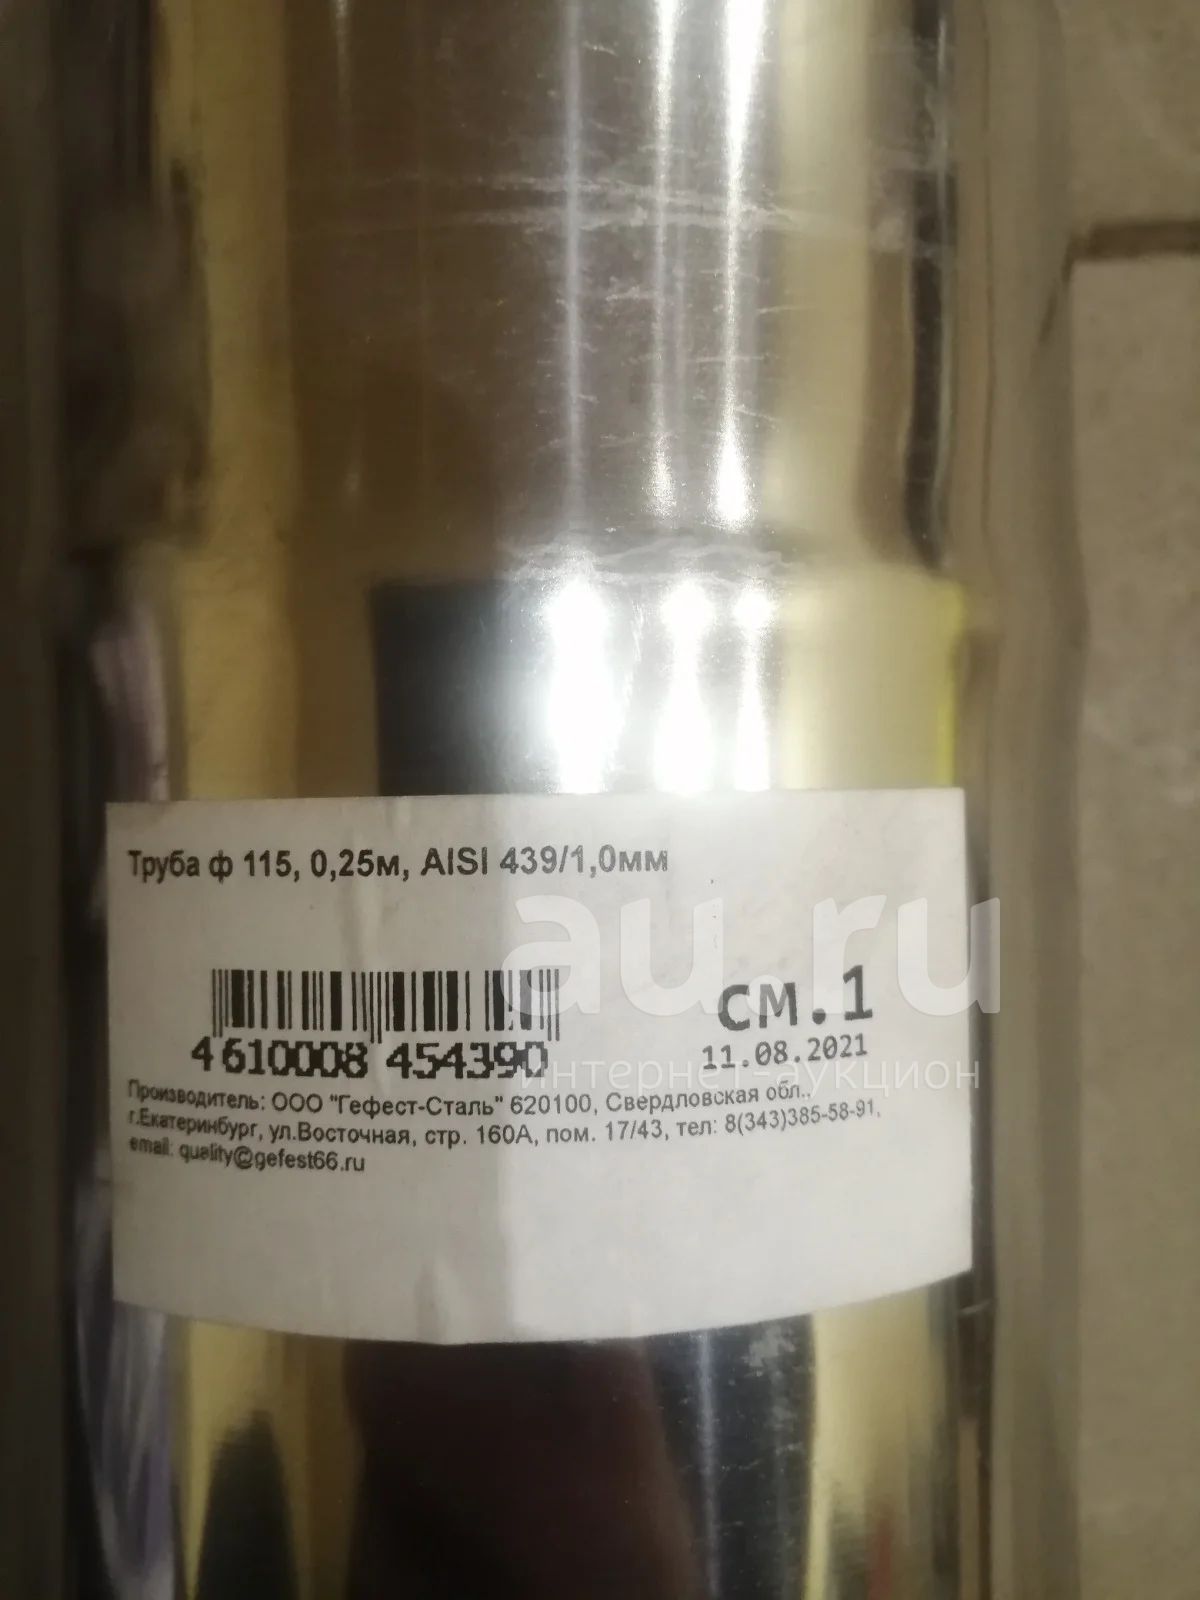 Труба ф 115, 0,25м, AISI 439/1,0мм
au.ru
см.1
4 610008 454390
11.08.2021
интернет-аукцион
Производитель: ООО "Гефест-Сталь" 620100, Свердловская обл.,
г.Екатеринбург, ул.Восточная, стр. 160А, пом. 17/43, тел: 8(343)385-58-91,
email: quality@gefest66.ru